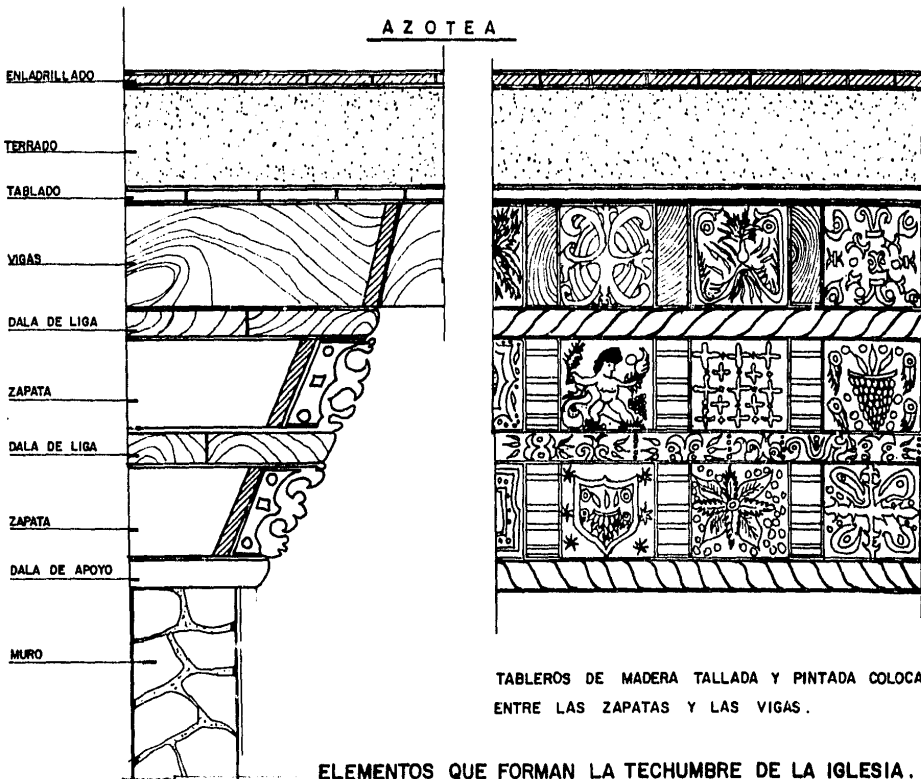 AZOTEA
ENLADRILLADO
TERRADO
TABLADO
VIGAS
DALA DE LIGA
ZAPATA
DALA DE LIGA
ZAPATA
DALA DE APOYO
MURO
TABLEROS DE MADERA TALLADA Y PINTADA COLOCA
ENTRE LAS ZAPATAS Y LAS VIGAS.
ELEMENTOS QUE FORMAN LA TECHUMBRE DE LA IGLESIA.